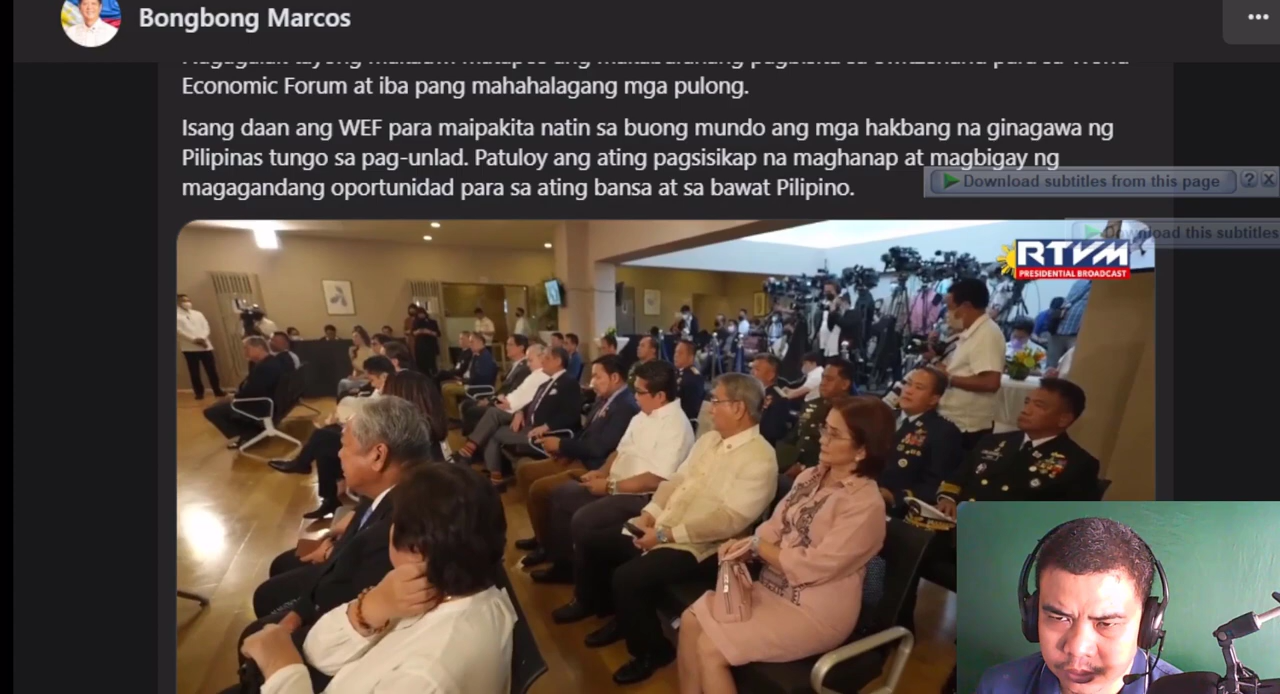 Bongbong Marcos
Economic Forum at iba pang mahahalagang mga pulong.
Isang daan ang WEF para maipakita natin sa buong mundo ang mga hakbang na ginagawa ng
Pilipinas tungo sa pag-unlad. Patuloy ang ating pagsisikap na maghanap at magbigay ng
magagandang oportunidad para sa ating bansa at sa bawat Pilipino.
Download subtitles from this page ? X
Download this subtitles
RTVM
PRESIDENTIAL BROADCAST